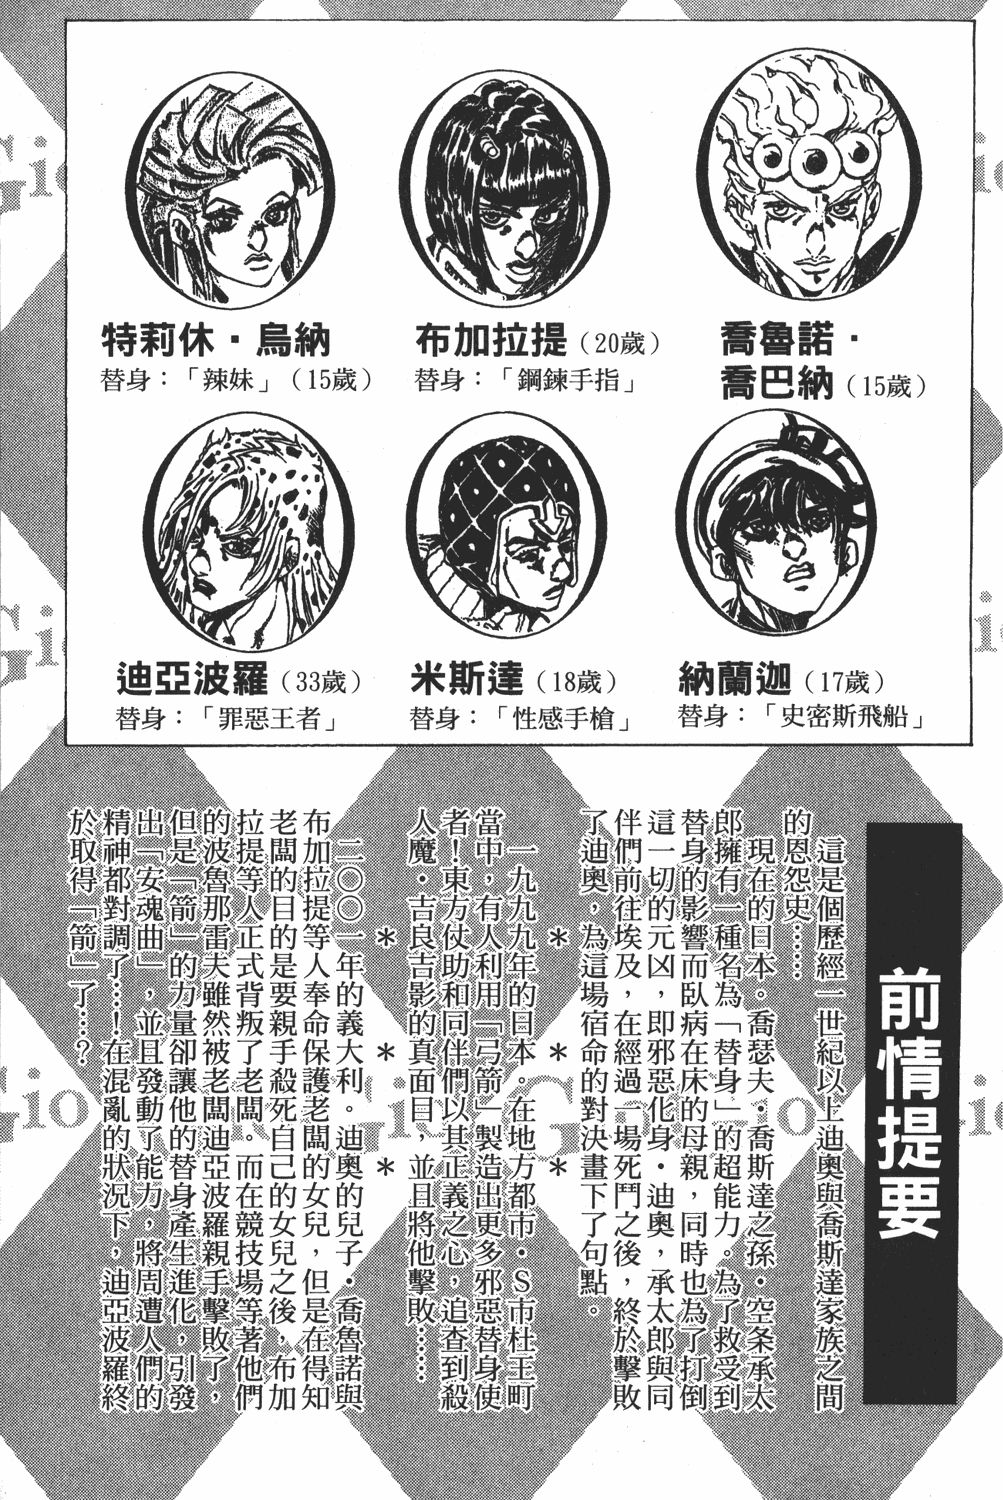 喬魯諾・
喬巴納（15歲）
布加拉提（20歲）
替身：「鋼鍊手指」
特莉休・烏納
替身：「辣妹」（15歲）
納蘭迦（17歲）
替身：「史密斯飛船」
米斯達（18歲）
替身：「性感手槍」
迪亞波羅（33歲）
替身：「罪惡王者」
前情提要
這是個歷經一世紀以上迪奧與喬斯達家族之間
的恩怨史……
現在的日本。喬瑟夫・喬斯達之孫・空条承太
郎擁有一種名為「替身」的超能力。為了救受到
替身的影響而臥病在床的母親，同時也為了打倒
這一切的元凶，即邪惡化身・迪奧，承太郎與同
伴們前往埃及，在經過一場死鬥之後，終於擊敗
了迪奧，為這場宿命的對決畫下了句點。
＊＊＊
一九九九年的日本。在地方都市・Ｓ市杜王町
當中，有人利用「弓箭」製造出更多邪惡替身使
者！東方仗助和同伴們以其正義之心，追查到殺
人魔・吉良吉影的真面目，並且將他擊敗……
＊＊＊
二〇〇一年的義大利。迪奧的兒子・喬魯諾與
布加拉提等人奉命保護老闆的女兒，但是在得知
老闆的目的是要親手殺死自己的女兒之後，布加
拉提等人正式背叛了老闆。而在競技場等著他們
的波魯那雷夫雖然被老闆迪亞波羅親手擊敗了，
但是「箭」的力量卻讓他的替身產生進化，引發
出「安魂曲」，並且發動了能力，將周遭人們的
精神都對調了…！在混亂的狀況下，迪亞波羅終
於取得「箭」了…？
Gio
Gio
Gio
Gio
Gio